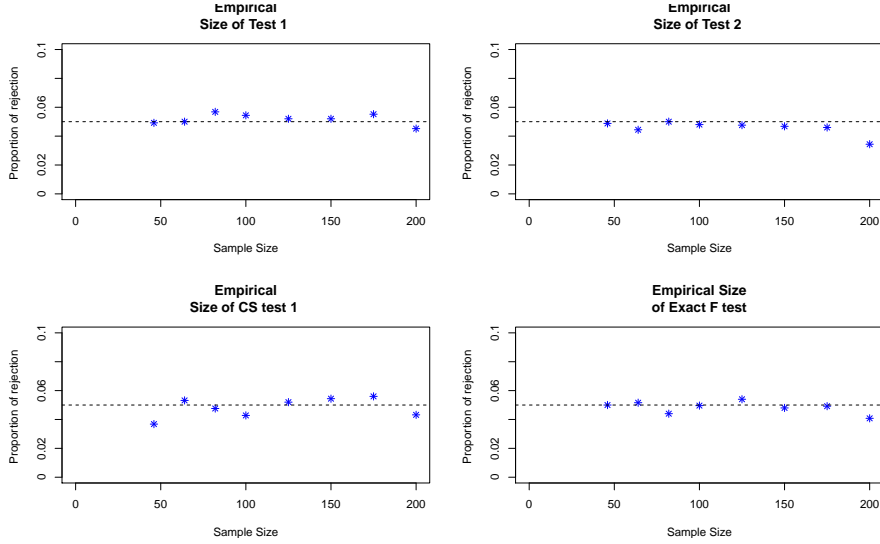 Empirical
Size of Test 1
Proportion of rejection
0.1
0.06
0.02
0
0 50 100 150 200
Sample Size
Empirical
Size of Test 2
Proportion of rejection
0.1
0.06
0.02
0
0 50 100 150 200
Sample Size
Empirical
Size of CS test 1
Proportion of rejection
0.1
0.06
0.02
0
0 50 100 150 200
Sample Size
Empirical Size
of Exact F test
Proportion of rejection
0.1
0.06
0.02
0
0 50 100 150 200
Sample Size